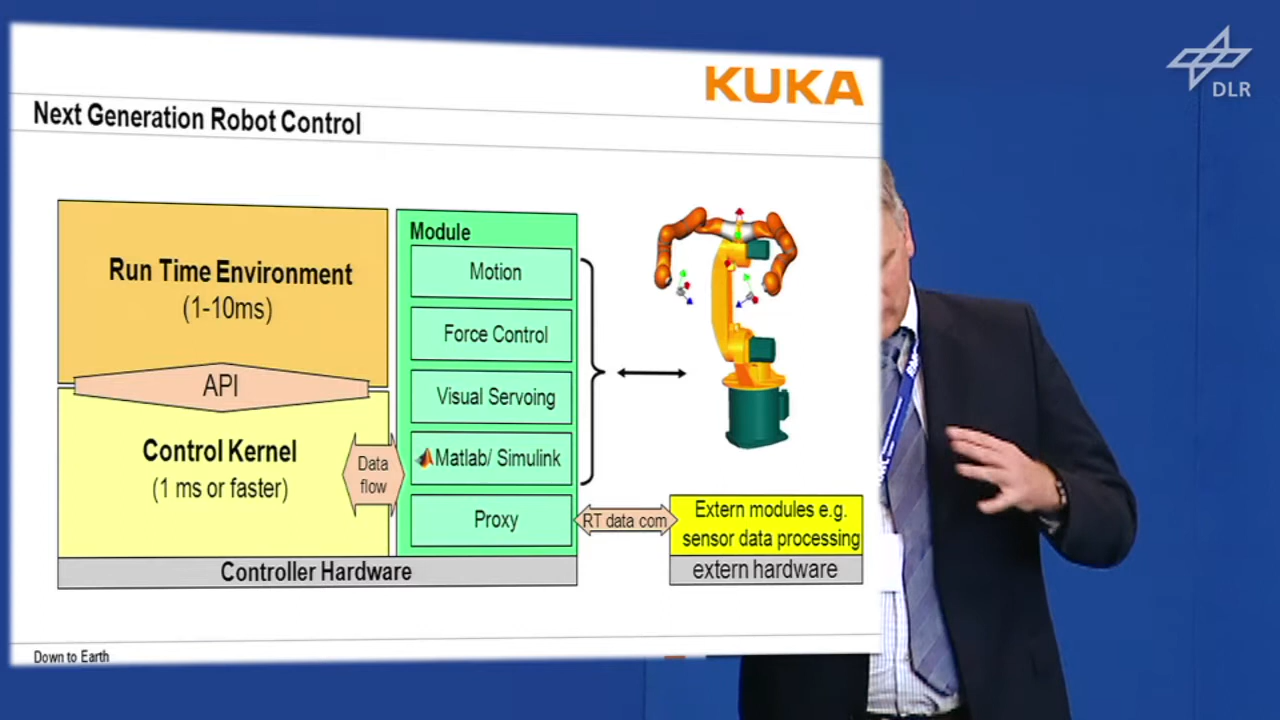 KUKA
DLR
Next Generation Robot Control
Run Time Environment
(1-10ms)
API
Control Kernel
(1 ms or faster)
Data
flow
Module
Motion
Force Control
Visual Servoing
Matlab/ Simulink
Proxy
RT data com
Extern modules e.g.
sensor data processing
extern hardware
Controller Hardware
Down to Earth